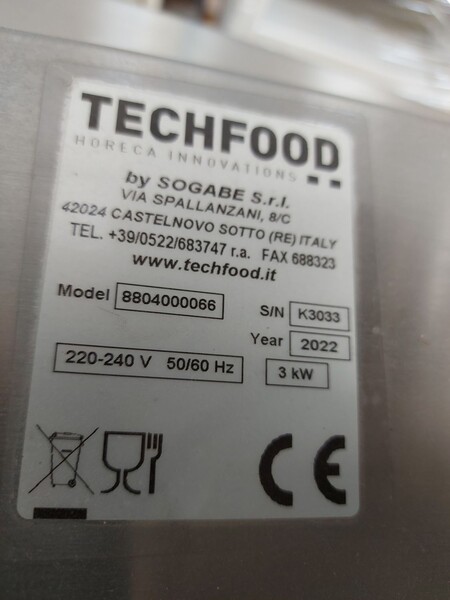 TECHFOOD
HORECA INNOVATIONS
by SOGABE S.r.l.
VIA SPALLANZANI, 8/C
42024 CASTELNOVO SOTTO (RE) ITALY
TEL. +39/0522/683747 r.a. FAX 688323
www.techfood.it
Model 8804000066 S/N K3033
Year 2022
220-240 V 50/60 Hz 3 kW
CE